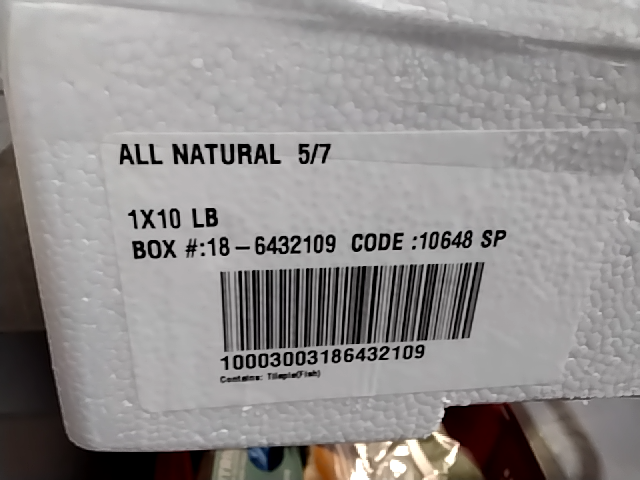 ALL NATURAL 5/7
1X10 LB
BOX #:18-6432109 CODE :10648 SP
10003003186432109
Contains: Tilapia(Fish)